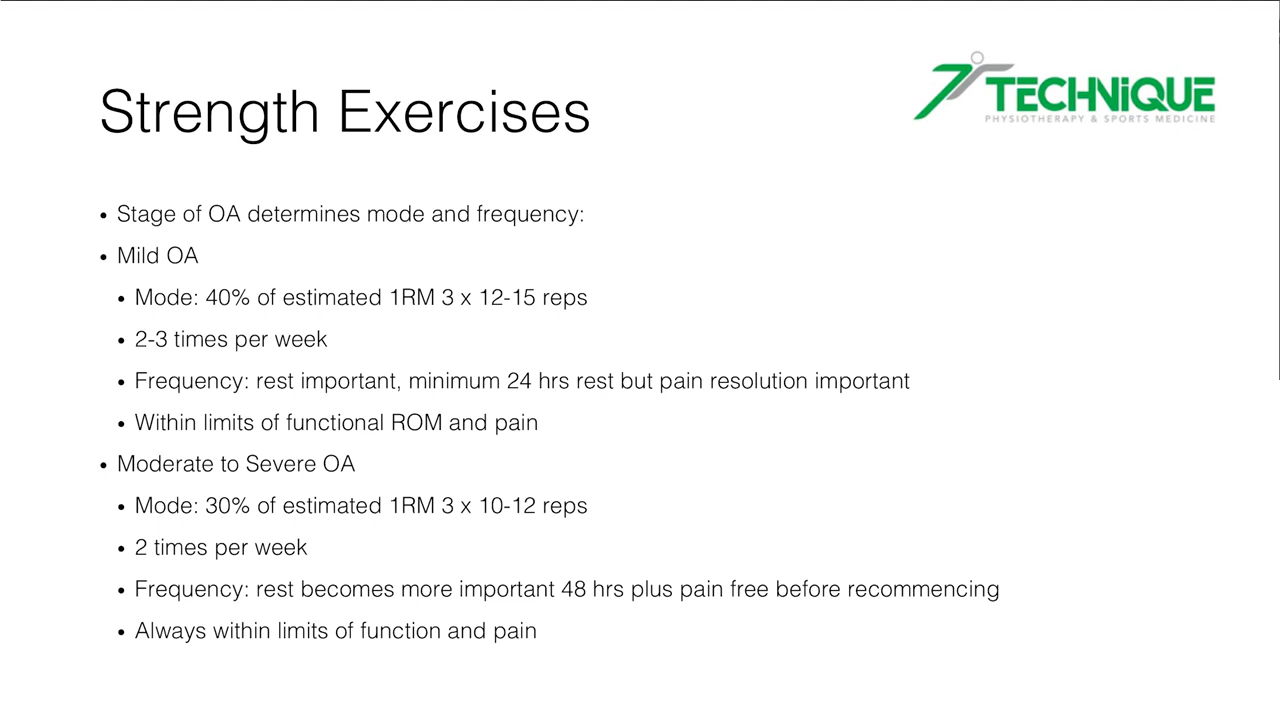 TECHNIQUE
PHYSIOTHERAPY & SPORTS MEDICINE
Strength Exercises
• Stage of OA determines mode and frequency:
• Mild OA
• Mode: 40% of estimated 1RM 3 x 12-15 reps
• 2-3 times per week
• Frequency: rest important, minimum 24 hrs rest but pain resolution important
• Within limits of functional ROM and pain
• Moderate to Severe OA
• Mode: 30% of estimated 1RM 3 x 10-12 reps
• 2 times per week
• Frequency: rest becomes more important 48 hrs plus pain free before recommencing
• Always within limits of function and pain